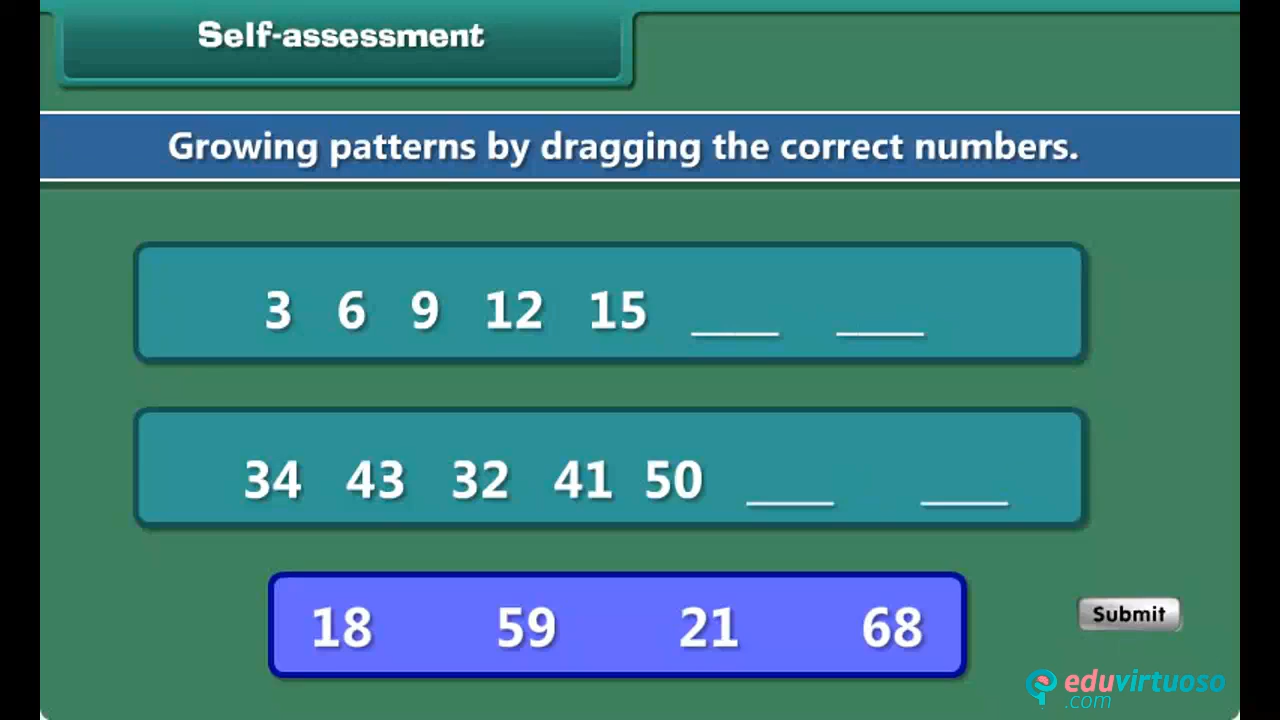 Self-assessment
Growing patterns by dragging the correct numbers.
3 6 9 12 15 ____ ____
34 43 32 41 50 ____ ____
18 59 21 68
Submit
eduvirtuoso
.com